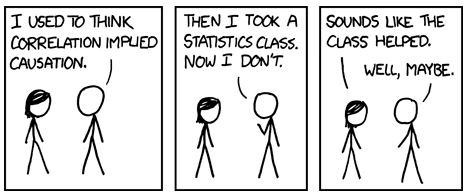 I USED TO THINK
CORRELATION IMPLIED
CAUSATION.
THEN I TOOK A
STATISTICS CLASS.
NOW I DON'T.
SOUNDS LIKE THE
CLASS HELPED.
WELL, MAYBE.